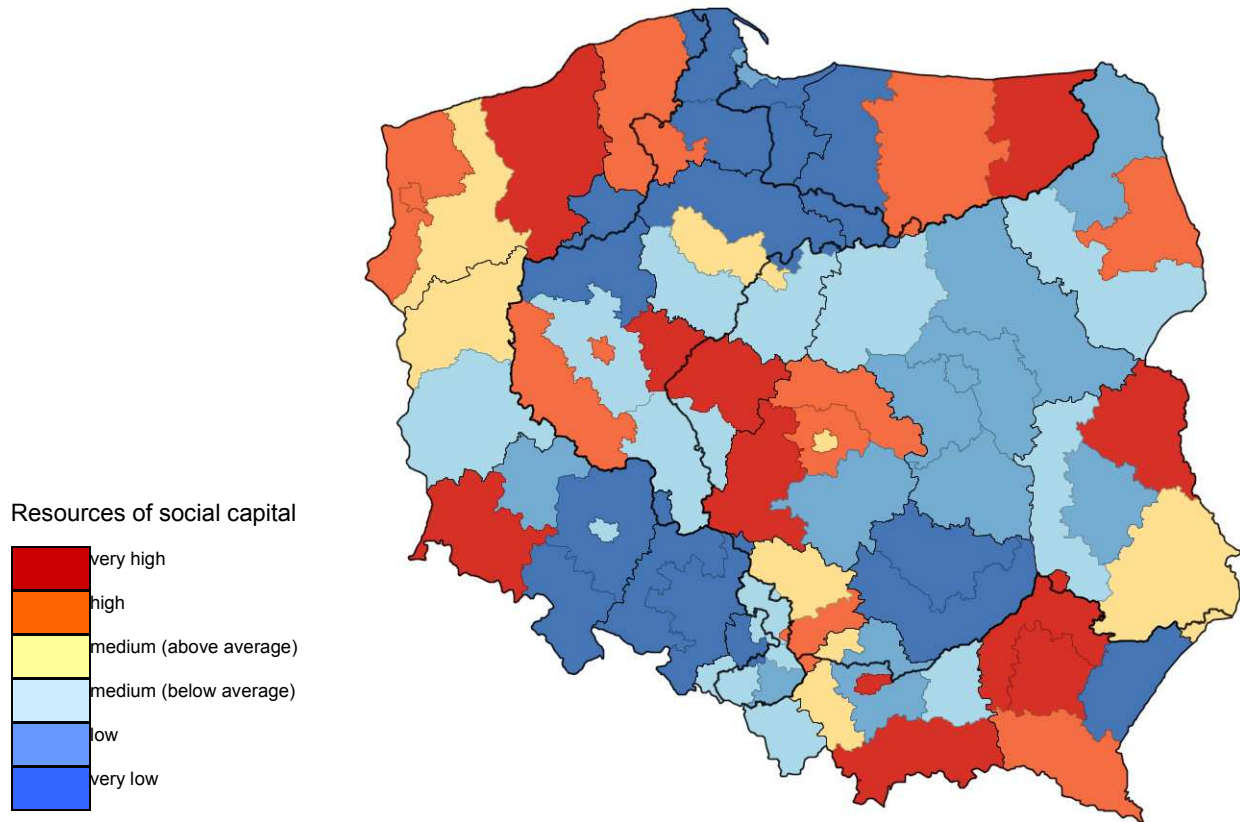 Resources of social capital
very high
high
medium (above average)
medium (below average)
low
very low